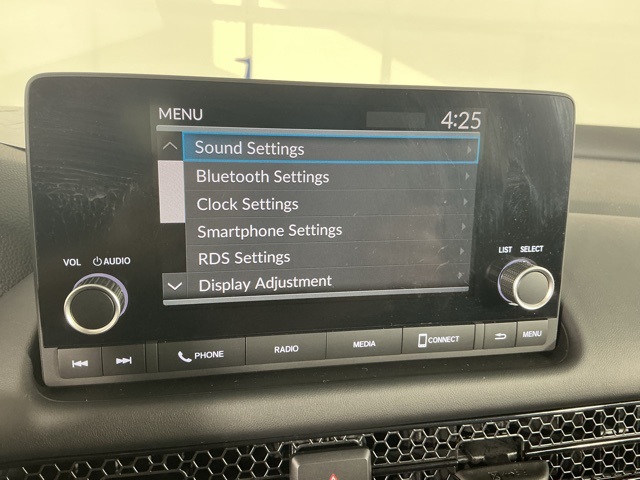 MENU 4:25
Sound Settings
Bluetooth Settings
Clock Settings
Smartphone Settings
RDS Settings
Display Adjustment
VOL AUDIO
LIST SELECT
PHONE RADIO MEDIA CONNECT MENU